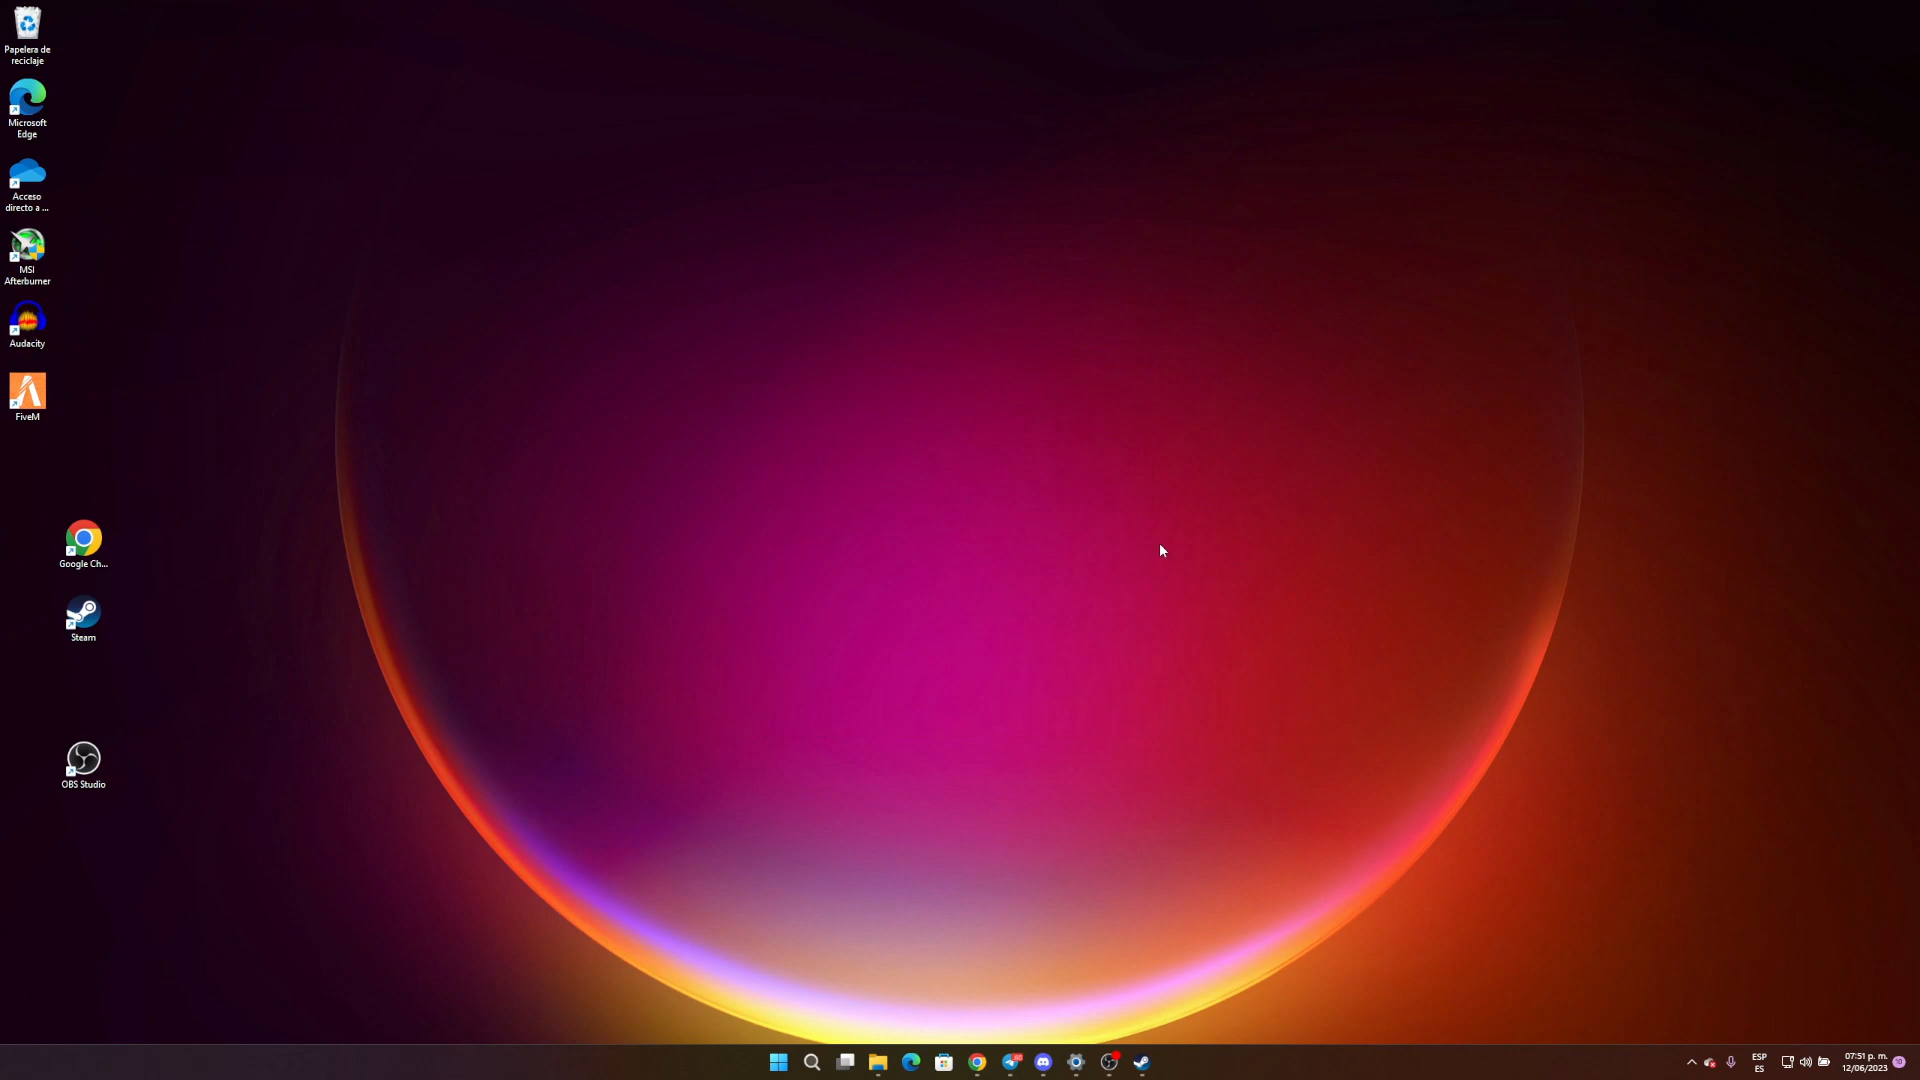 Papelera de
reciclaje
Microsoft
Edge
Acceso
directo a ...
MSI
Afterburner
Audacity
FiveM
Google Ch...
Steam
OBS Studio
ESP
ES
07:51 p. m.
12/06/2023